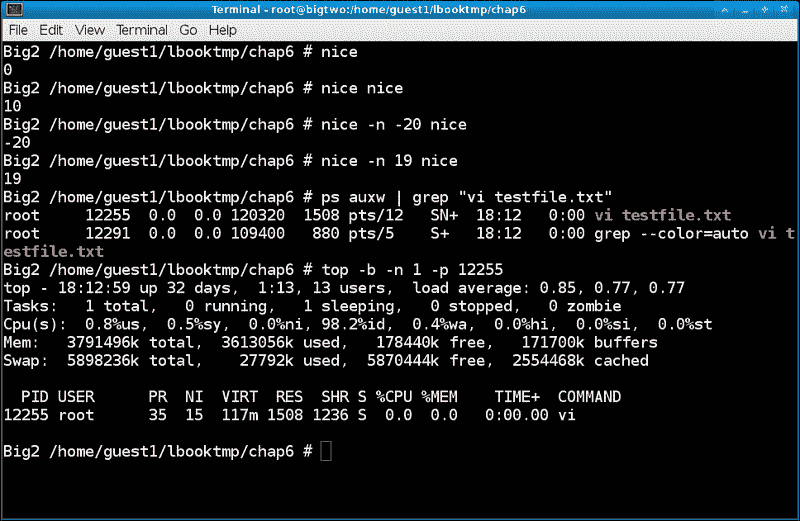 Terminal - root@bigtwo:/home/guest1/lbooktmp/chap6
File Edit View Terminal Go Help
Big2 /home/guest1/lbooktmp/chap6 # nice
0
Big2 /home/guest1/lbooktmp/chap6 # nice nice
10
Big2 /home/guest1/lbooktmp/chap6 # nice -n -20 nice
-20
Big2 /home/guest1/lbooktmp/chap6 # nice -n 19 nice
19
Big2 /home/guest1/lbooktmp/chap6 # ps auxw | grep "vi testfile.txt"
root     12255  0.0  0.0 120320  1508 pts/12   SN+  18:12   0:00 vi testfile.txt
root     12291  0.0  0.0 109400   880 pts/5    S+   18:12   0:00 grep --color=auto vi t
estfile.txt
Big2 /home/guest1/lbooktmp/chap6 # top -b -n 1 -p 12255
top - 18:12:59 up 32 days,  1:13, 13 users,  load average: 0.85, 0.77, 0.77
Tasks:   1 total,   0 running,   1 sleeping,   0 stopped,   0 zombie
Cpu(s):  0.8%us,  0.5%sy,  0.0%ni, 98.2%id,  0.4%wa,  0.0%hi,  0.0%si,  0.0%st
Mem:   3791496k total,  3613056k used,   178440k free,   171700k buffers
Swap:  5898236k total,    27792k used,  5870444k free,  2554468k cached
  PID USER      PR  NI  VIRT  RES  SHR S %CPU %MEM    TIME+  COMMAND
12255 root      35  15  117m 1508 1236 S  0.0  0.0   0:00.00 vi
Big2 /home/guest1/lbooktmp/chap6 #